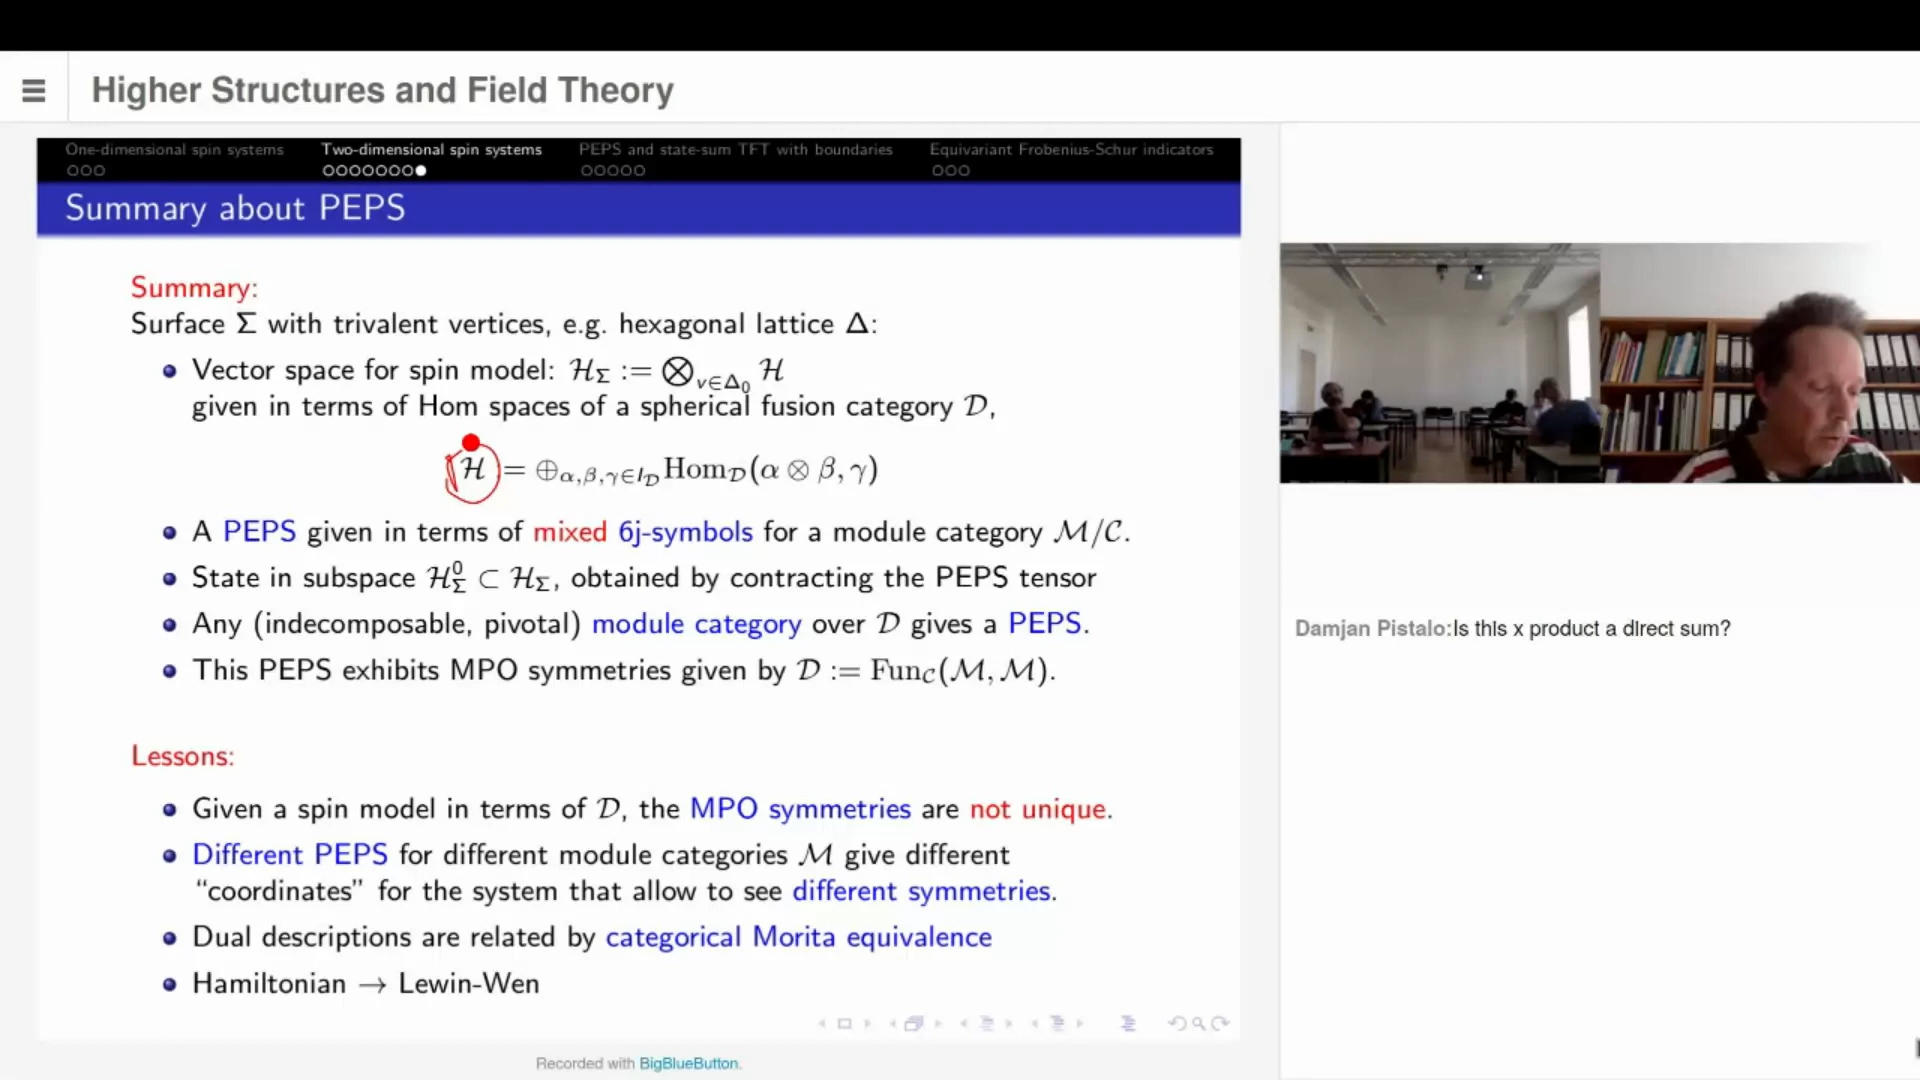 Higher Structures and Field Theory
One-dimensional spin systems Two-dimensional spin systems PEPS and state-sum TFT with boundaries Equivariant Frobenius-Schur indicators
Summary about PEPS
Summary:
Surface Σ with trivalent vertices, e.g. hexagonal lattice Δ:
Vector space for spin model: ℋ_Σ := ⊗_{v∈Δ₀} ℋ
given in terms of Hom spaces of a spherical fusion category 𝒟,
ℋ = ⊕_{α,β,γ∈I_𝒟} Hom_𝒟(α ⊗ β, γ)
A PEPS given in terms of mixed 6j-symbols for a module category ℳ/𝒞.
State in subspace ℋ⁰_Σ ⊂ ℋ_Σ, obtained by contracting the PEPS tensor
Any (indecomposable, pivotal) module category over 𝒟 gives a PEPS.
This PEPS exhibits MPO symmetries given by 𝒟 := Fun_𝒞(ℳ, ℳ).
Lessons:
Given a spin model in terms of 𝒟, the MPO symmetries are not unique.
Different PEPS for different module categories ℳ give different
“coordinates” for the system that allow to see different symmetries.
Dual descriptions are related by categorical Morita equivalence
Hamiltonian → Lewin-Wen
Recorded with BigBlueButton.
Damjan Pistalo:Is this x product a direct sum?